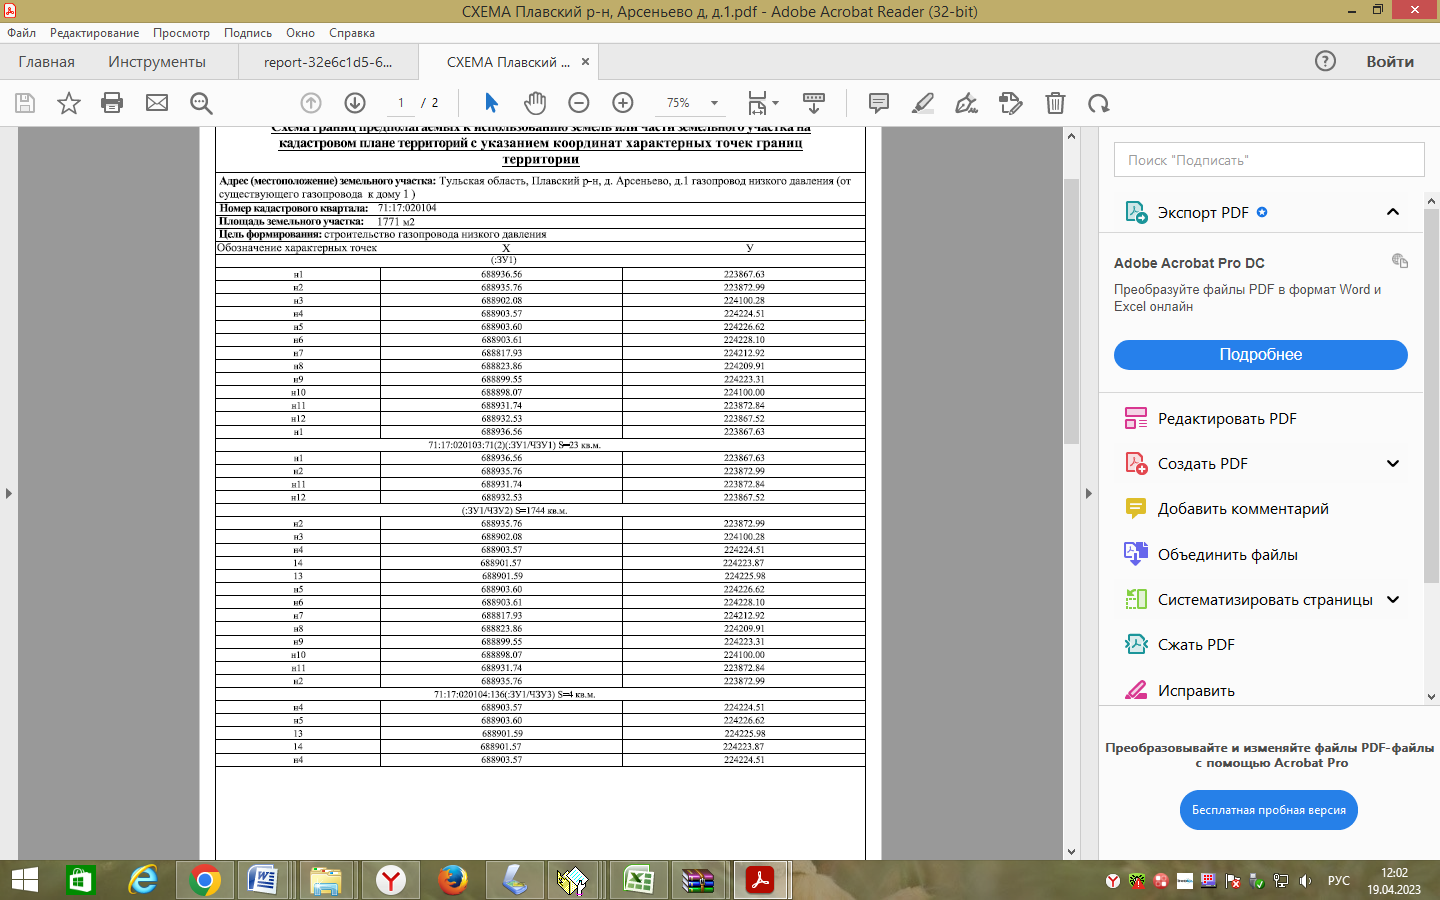 СХЕМА Плавский р-н, Арсеньево д, д.1.pdf - Adobe Acrobat Reader (32-bit)
Файл Редактирование Просмотр Подпись Окно Справка
Главная Инструменты report-32e6c1d5-6... СХЕМА Плавский ... Войти
1 / 2 75%
Схема границ предполагаемых к использованию земель или части земельного участка на
кадастровом плане территорий с указанием координат характерных точек границ
территории
Адрес (местоположение) земельного участка: Тульская область, Плавский р-н, д. Арсеньево, д.1 газопровод низкого давления (от
существующего газопровода к дому 1 )
Номер кадастрового квартала: 71:17:020104
Площадь земельного участка: 1771 м2
Цель формирования: строительство газопровода низкого давления
Обозначение характерных точек Х У
(:ЗУ1)
н1 688936.56 223867.63
н2 688935.76 223872.99
н3 688902.08 224100.28
н4 688903.57 224224.51
н5 688903.60 224226.62
н6 688903.61 224228.10
н7 688817.93 224212.92
н8 688823.86 224209.91
н9 688899.55 224223.31
н10 688898.07 224100.00
н11 688931.74 223872.84
н12 688932.53 223867.52
н1 688936.56 223867.63
71:17:020103:71(2)(:ЗУ1/ЧЗУ1) S=23 кв.м.
н1 688936.56 223867.63
н2 688935.76 223872.99
н11 688931.74 223872.84
н12 688932.53 223867.52
(:ЗУ1/ЧЗУ2) S=1744 кв.м.
н2 688935.76 223872.99
н3 688902.08 224100.28
н4 688903.57 224224.51
14 688901.57 224223.87
13 688901.59 224225.98
н5 688903.60 224226.62
н6 688903.61 224228.10
н7 688817.93 224212.92
н8 688823.86 224209.91
н9 688899.55 224223.31
н10 688898.07 224100.00
н11 688931.74 223872.84
н2 688935.76 223872.99
71:17:020104:136(:ЗУ1/ЧЗУ3) S=4 кв.м.
н4 688903.57 224224.51
н5 688903.60 224226.62
13 688901.59 224225.98
14 688901.57 224223.87
н4 688903.57 224224.51
Поиск "Подписать"
Экспорт PDF
Adobe Acrobat Pro DC
Преобразуйте файлы PDF в формат Word и
Excel онлайн
Подробнее
Редактировать PDF
Создать PDF
Добавить комментарий
Объединить файлы
Систематизировать страницы
Сжать PDF
Исправить
Преобразовывайте и изменяйте файлы PDF-файлы
с помощью Acrobat Pro
Бесплатная пробная версия
РУС 12:02
19.04.2023